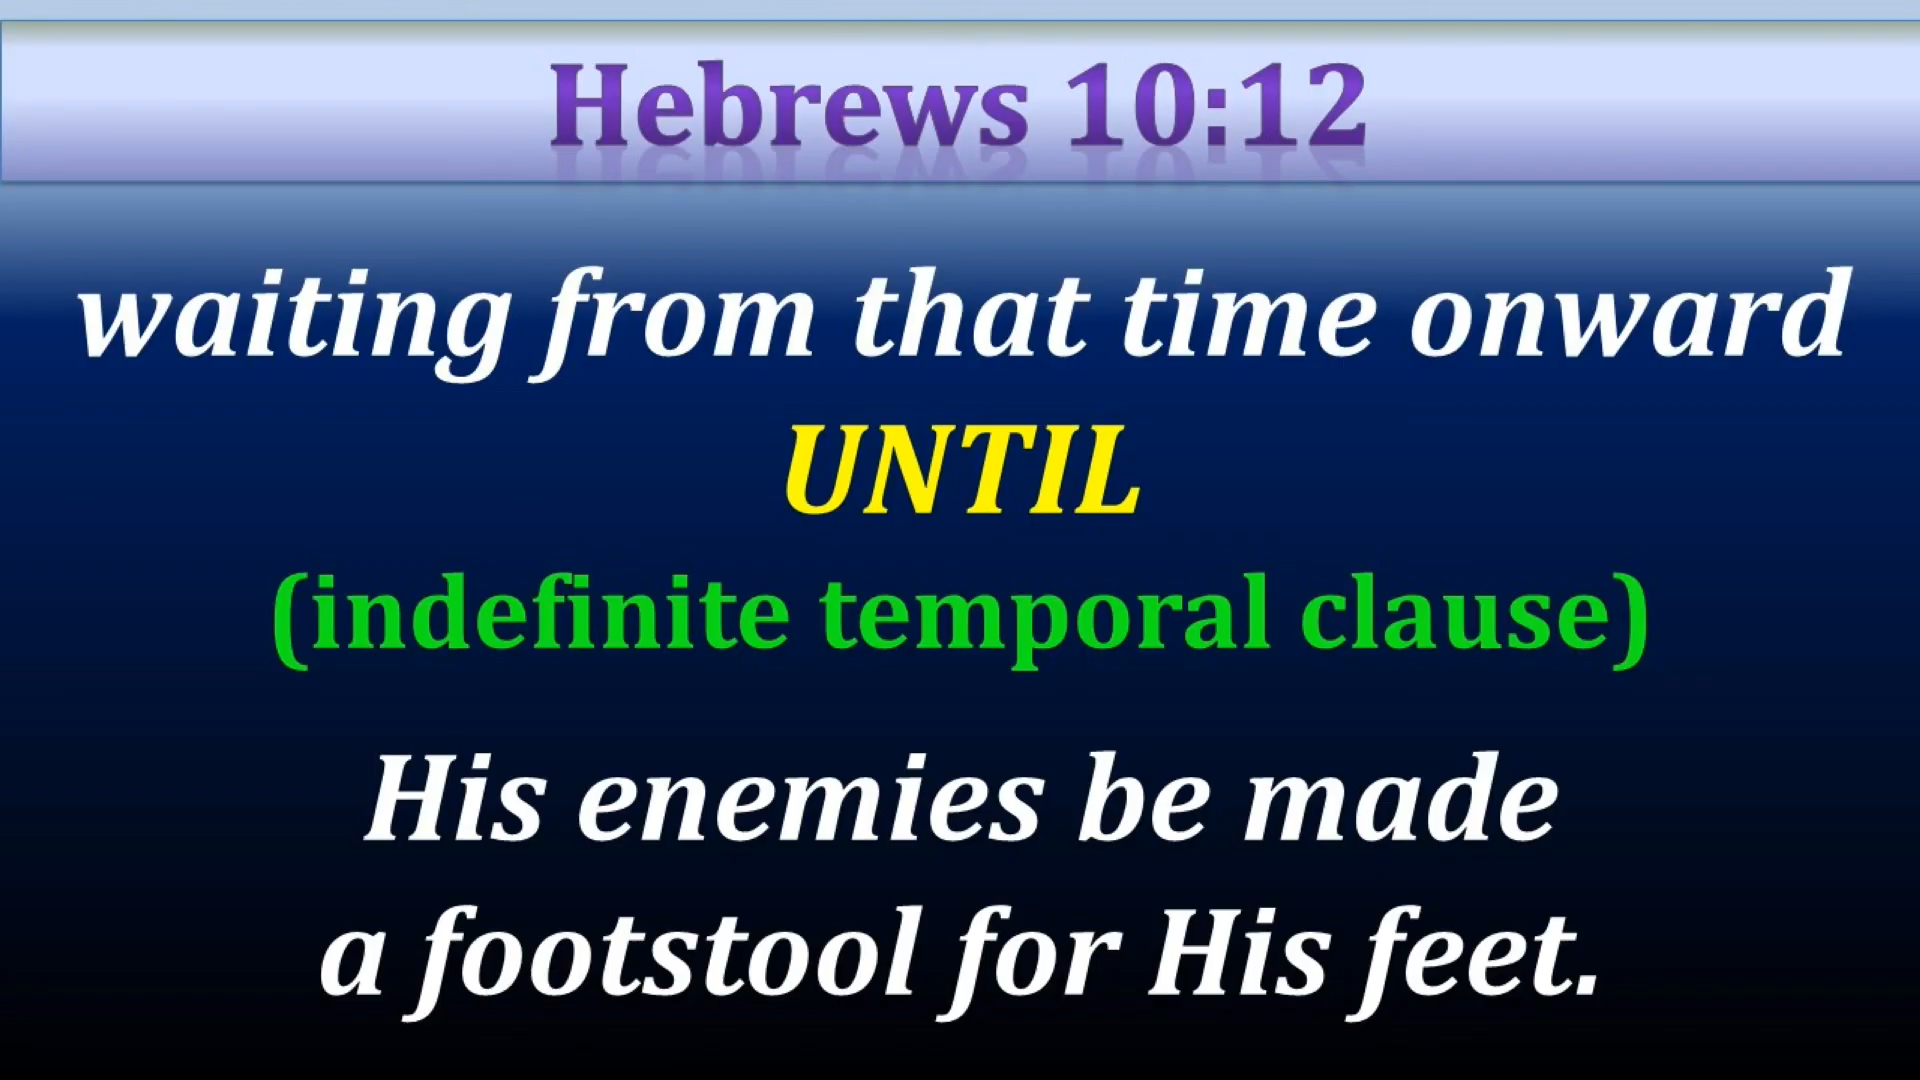 Hebrews 10:12
waiting from that time onward
UNTIL
(indefinite temporal clause)
His enemies be made
a footstool for His feet.